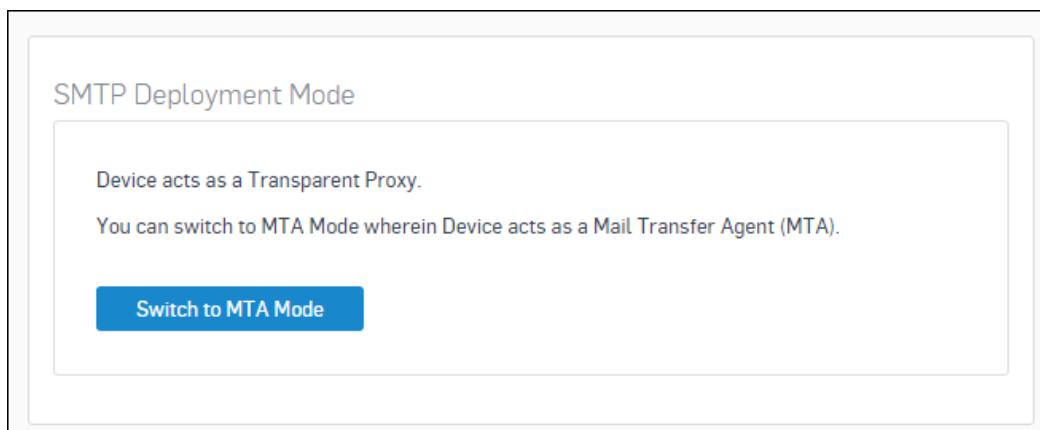 SMTP Deployment Mode
Device acts as a Transparent Proxy.
You can switch to MTA Mode wherein Device acts as a Mail Transfer Agent (MTA).
Switch to MTA Mode